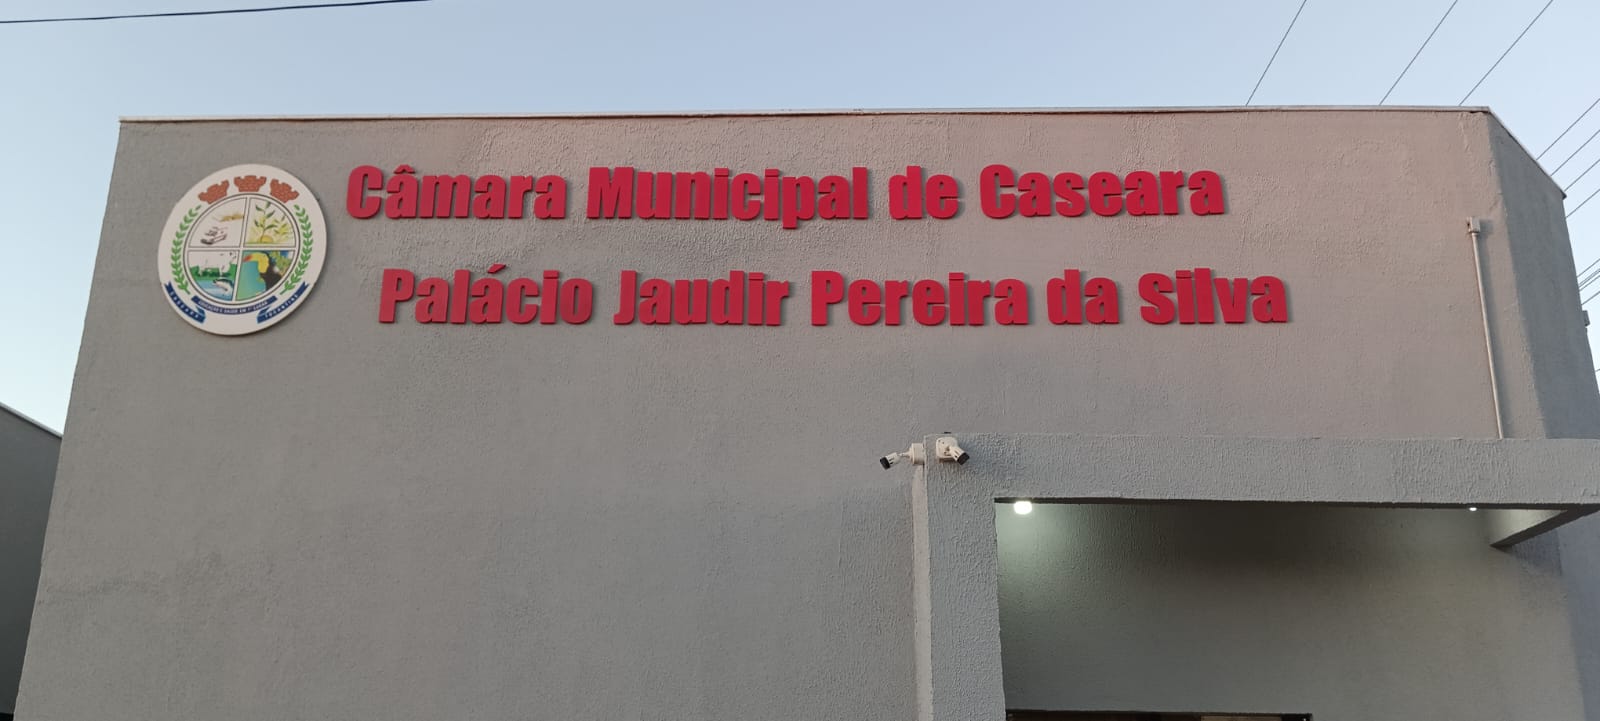 Câmara Municipal de Caseara
Palácio Jaudir Pereira da Silva